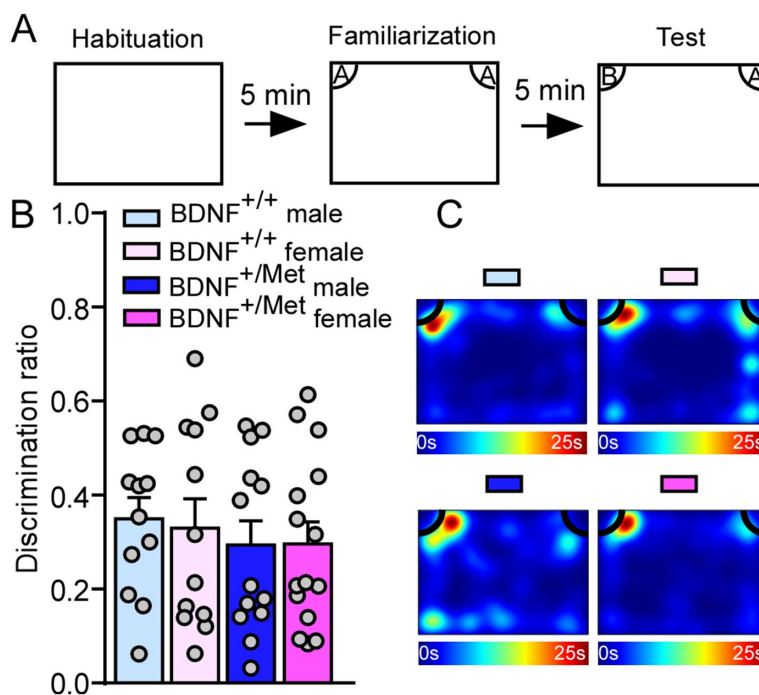 A
Habituation
Familiarization
Test
5 min
5 min
A
A
B
A
B
Discrimination ratio
1.0
0.8
0.6
0.4
0.2
0.0
BDNF+/+ male
BDNF+/+ female
BDNF+/Met male
BDNF+/Met female
C
0s 25s
0s 25s
0s 25s
0s 25s